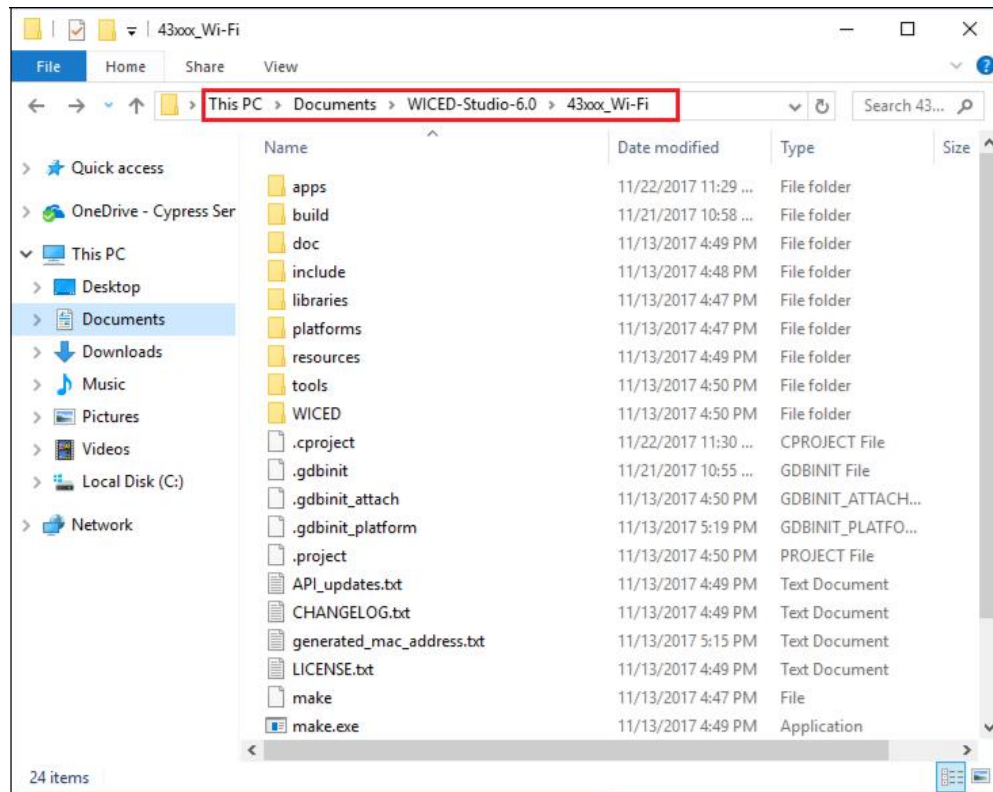 43xxx_Wi-Fi
File Home Share View
This PC > Documents > WICED-Studio-6.0 > 43xxx_Wi-Fi Search 43...
Name Date modified Type Size
Quick access
OneDrive - Cypress Ser
This PC
Desktop
Documents
Downloads
Music
Pictures
Videos
Local Disk (C:)
Network
apps 11/22/2017 11:29 ... File folder
build 11/21/2017 10:58 ... File folder
doc 11/13/2017 4:49 PM File folder
include 11/13/2017 4:48 PM File folder
libraries 11/13/2017 4:47 PM File folder
platforms 11/13/2017 4:47 PM File folder
resources 11/13/2017 4:49 PM File folder
tools 11/13/2017 4:50 PM File folder
WICED 11/13/2017 4:50 PM File folder
.cproject 11/22/2017 11:30 ... CPROJECT File
.gdbinit 11/21/2017 10:55 ... GDBINIT File
.gdbinit_attach 11/13/2017 4:50 PM GDBINIT_ATTACH...
.gdbinit_platform 11/13/2017 5:19 PM GDBINIT_PLATFO...
.project 11/13/2017 4:50 PM PROJECT File
API_updates.txt 11/13/2017 4:49 PM Text Document
CHANGELOG.txt 11/13/2017 4:49 PM Text Document
generated_mac_address.txt 11/13/2017 5:15 PM Text Document
LICENSE.txt 11/13/2017 4:49 PM Text Document
make 11/13/2017 4:47 PM File
make.exe 11/13/2017 4:49 PM Application
24 items